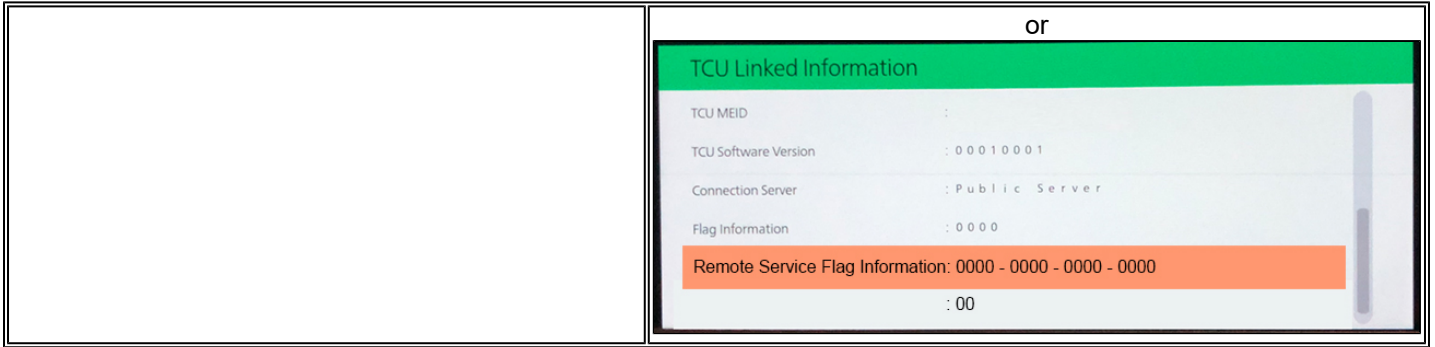 or
TCU Linked Information
TCU MEID :
TCU Software Version : 00010001
Connection Server : Public Server
Flag Information : 0000
Remote Service Flag Information: 0000 - 0000 - 0000 - 0000
: 00